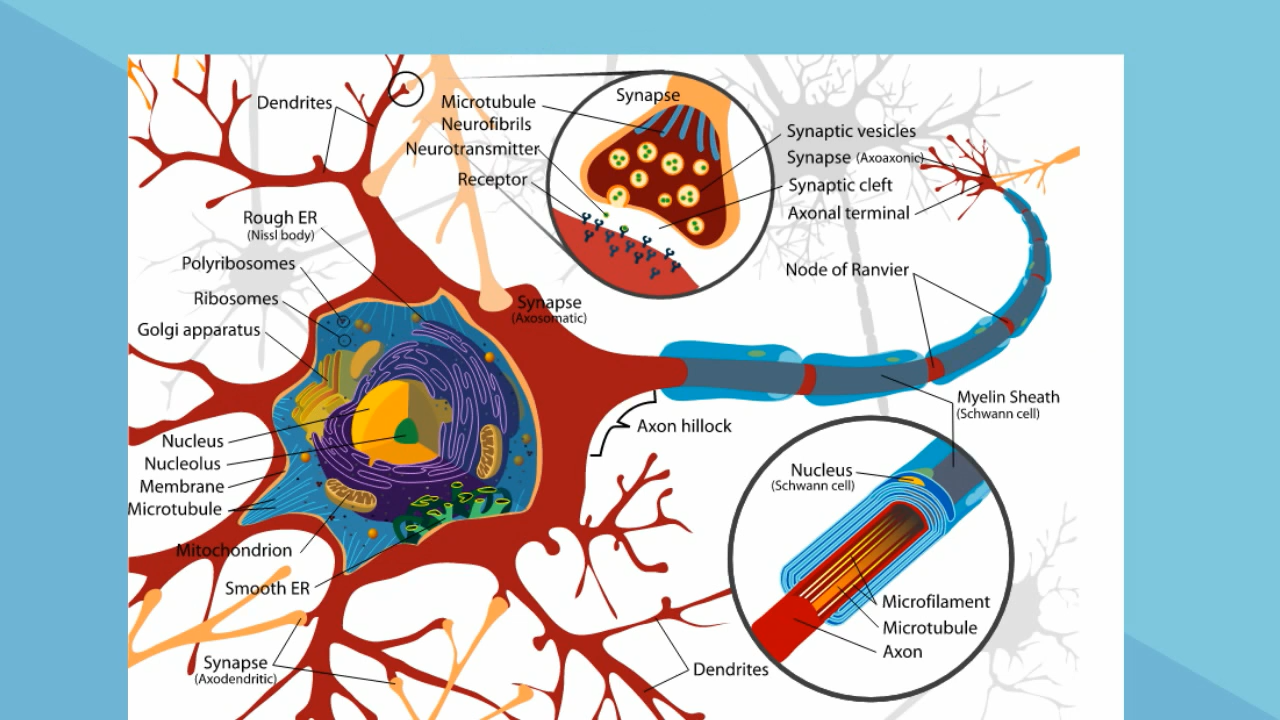 Dendrites
Microtubule
Neurofibrils
Neurotransmitter
Receptor
Synapse
Synaptic vesicles
Synapse (Axoaxonic)
Synaptic cleft
Axonal terminal
Rough ER
(Nissl body)
Polyribosomes
Ribosomes
Golgi apparatus
Synapse
(Axosomatic)
Node of Ranvier
Nucleus
Nucleolus
Membrane
Microtubule
Mitochondrion
Smooth ER
Synapse
(Axodendritic)
Axon hillock
Myelin Sheath
(Schwann cell)
Nucleus
(Schwann cell)
Microfilament
Microtubule
Axon
Dendrites